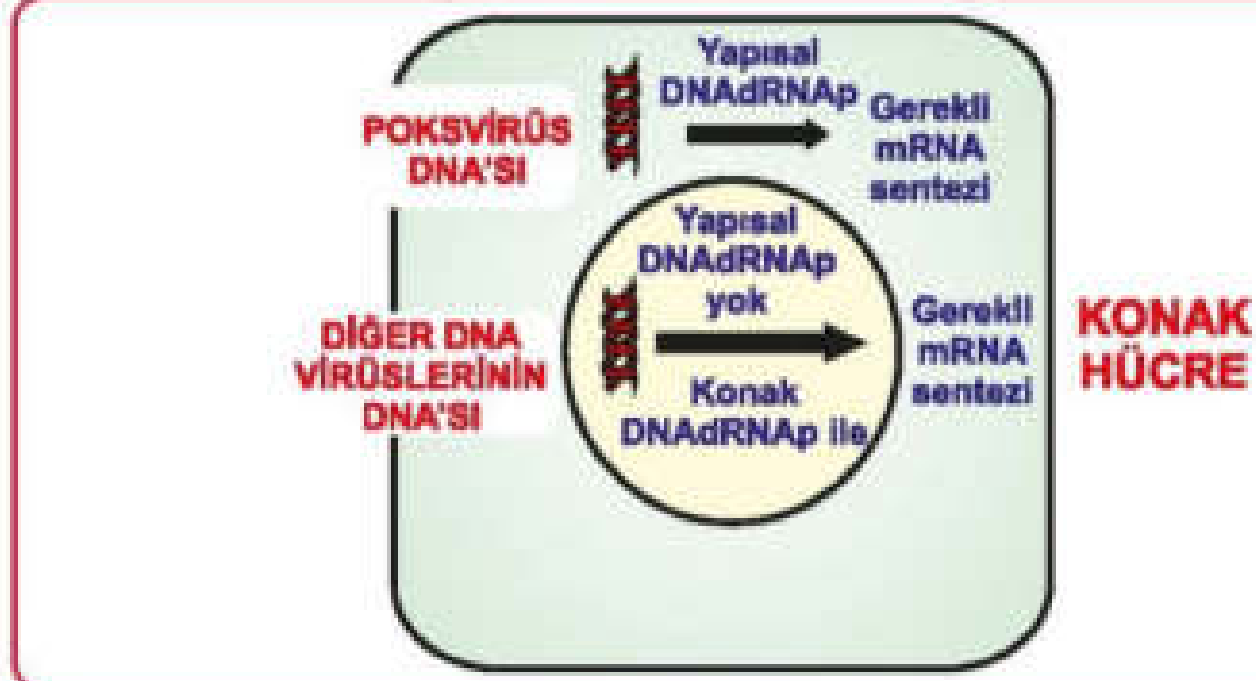 Yapısal
DNAdRNAp
POKSVİRÜS
DNA'SI
Gerekli
mRNA
sentezi
Yapısal
DNAdRNAp
yok
DİĞER DNA
VİRÜSLERİNİN
DNA'SI
Konak
DNAdRNAp ile
Gerekli
mRNA
sentezi
KONAK
HÜCRE